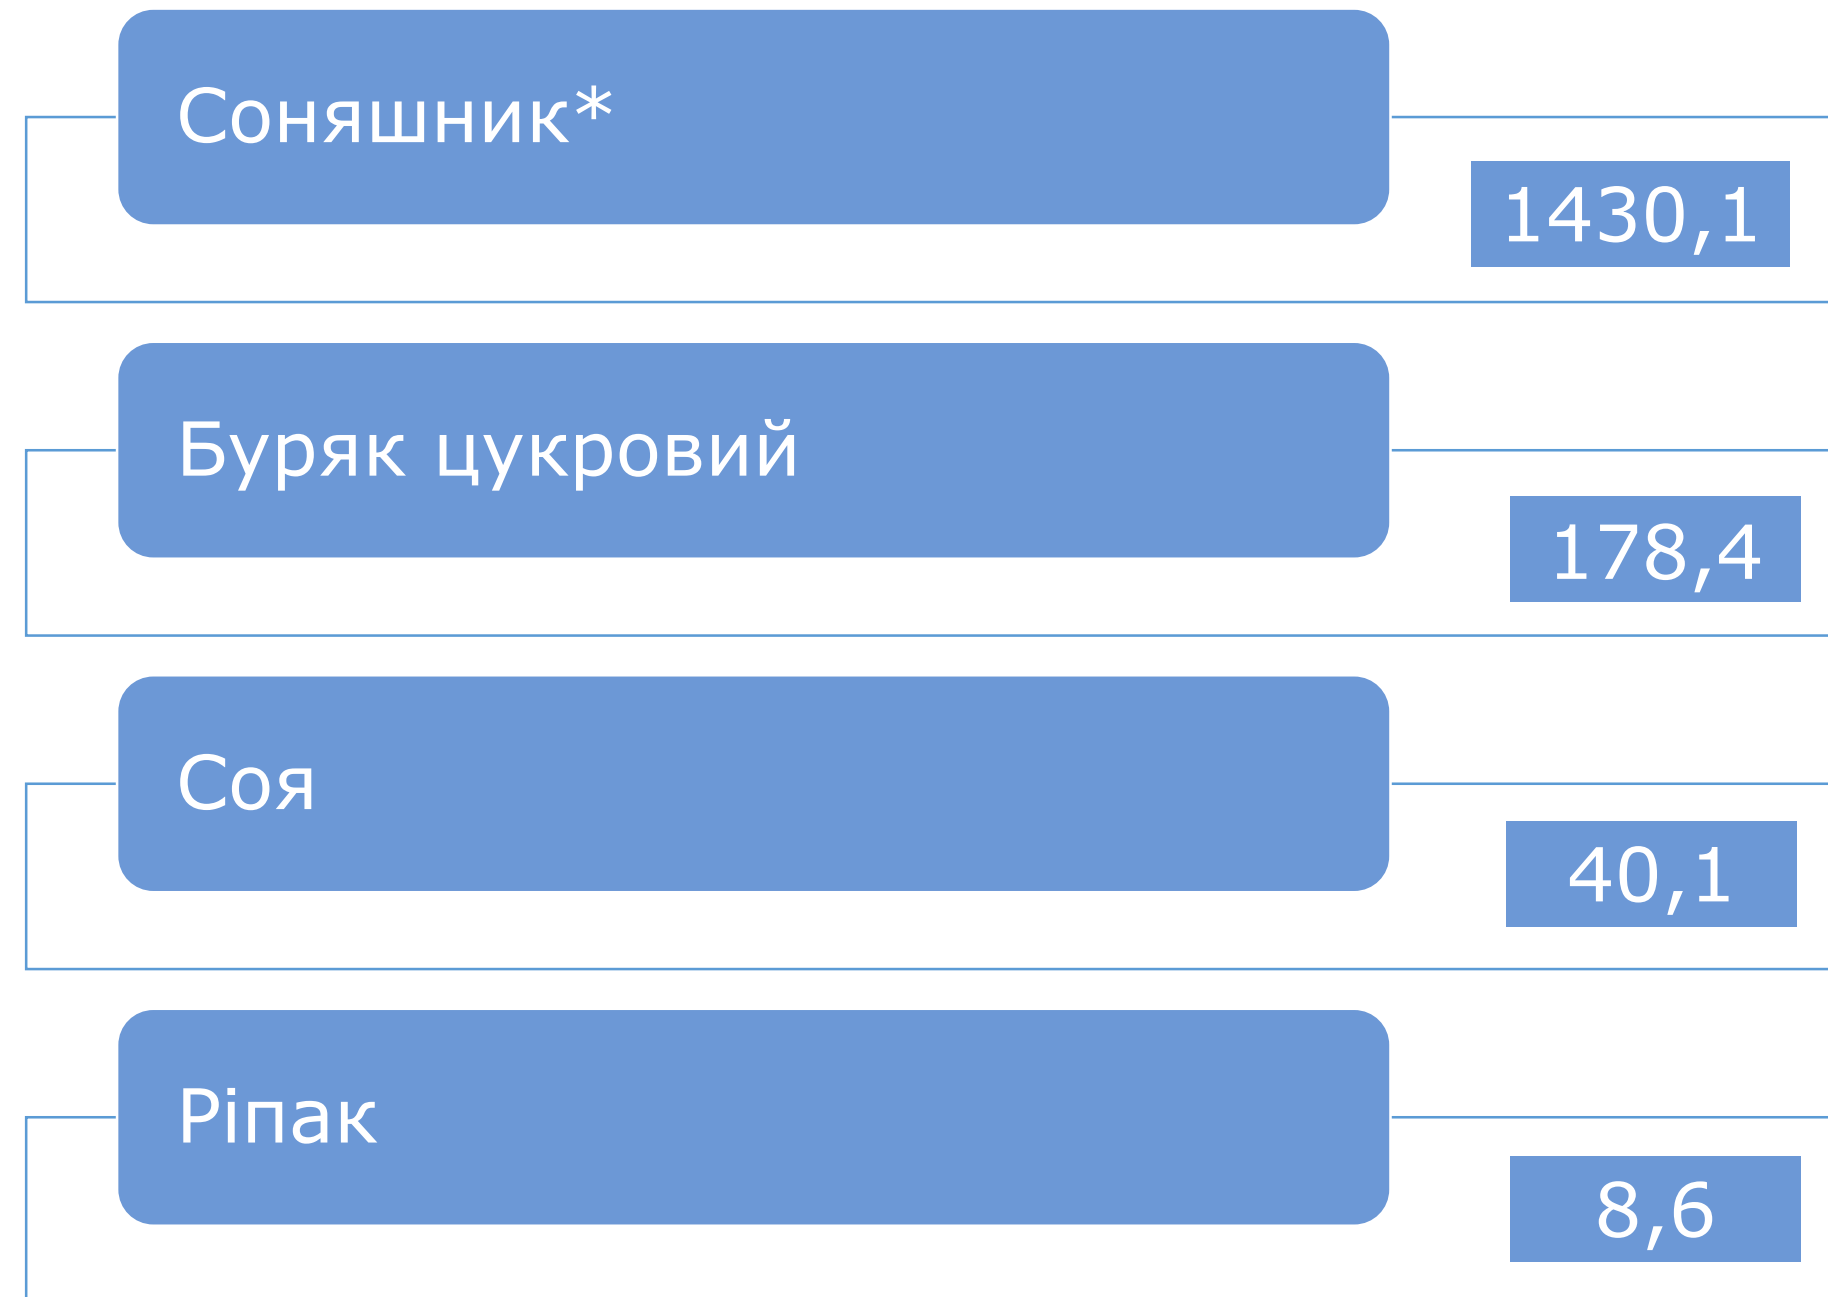 Соняшник*
1430,1
Буряк цукровий
178,4
Соя
40,1
Ріпак
8,6